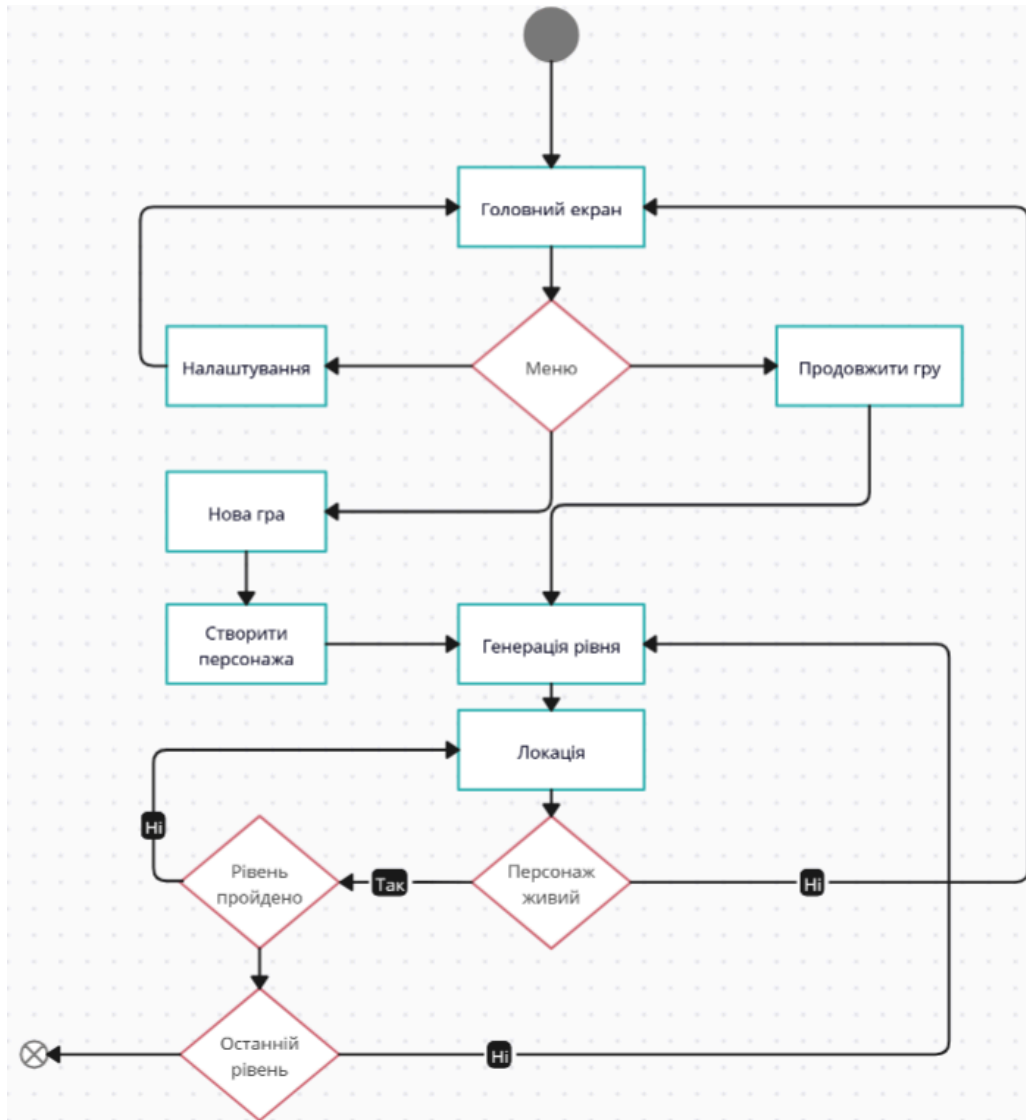 Головний екран
Налаштування
Меню
Продовжити гру
Нова гра
Створити
персонажа
Генерація рівня
Локація
Ні
Рівень
пройдено
Так
Персонаж
живий
Ні
Останній
рівень
Ні